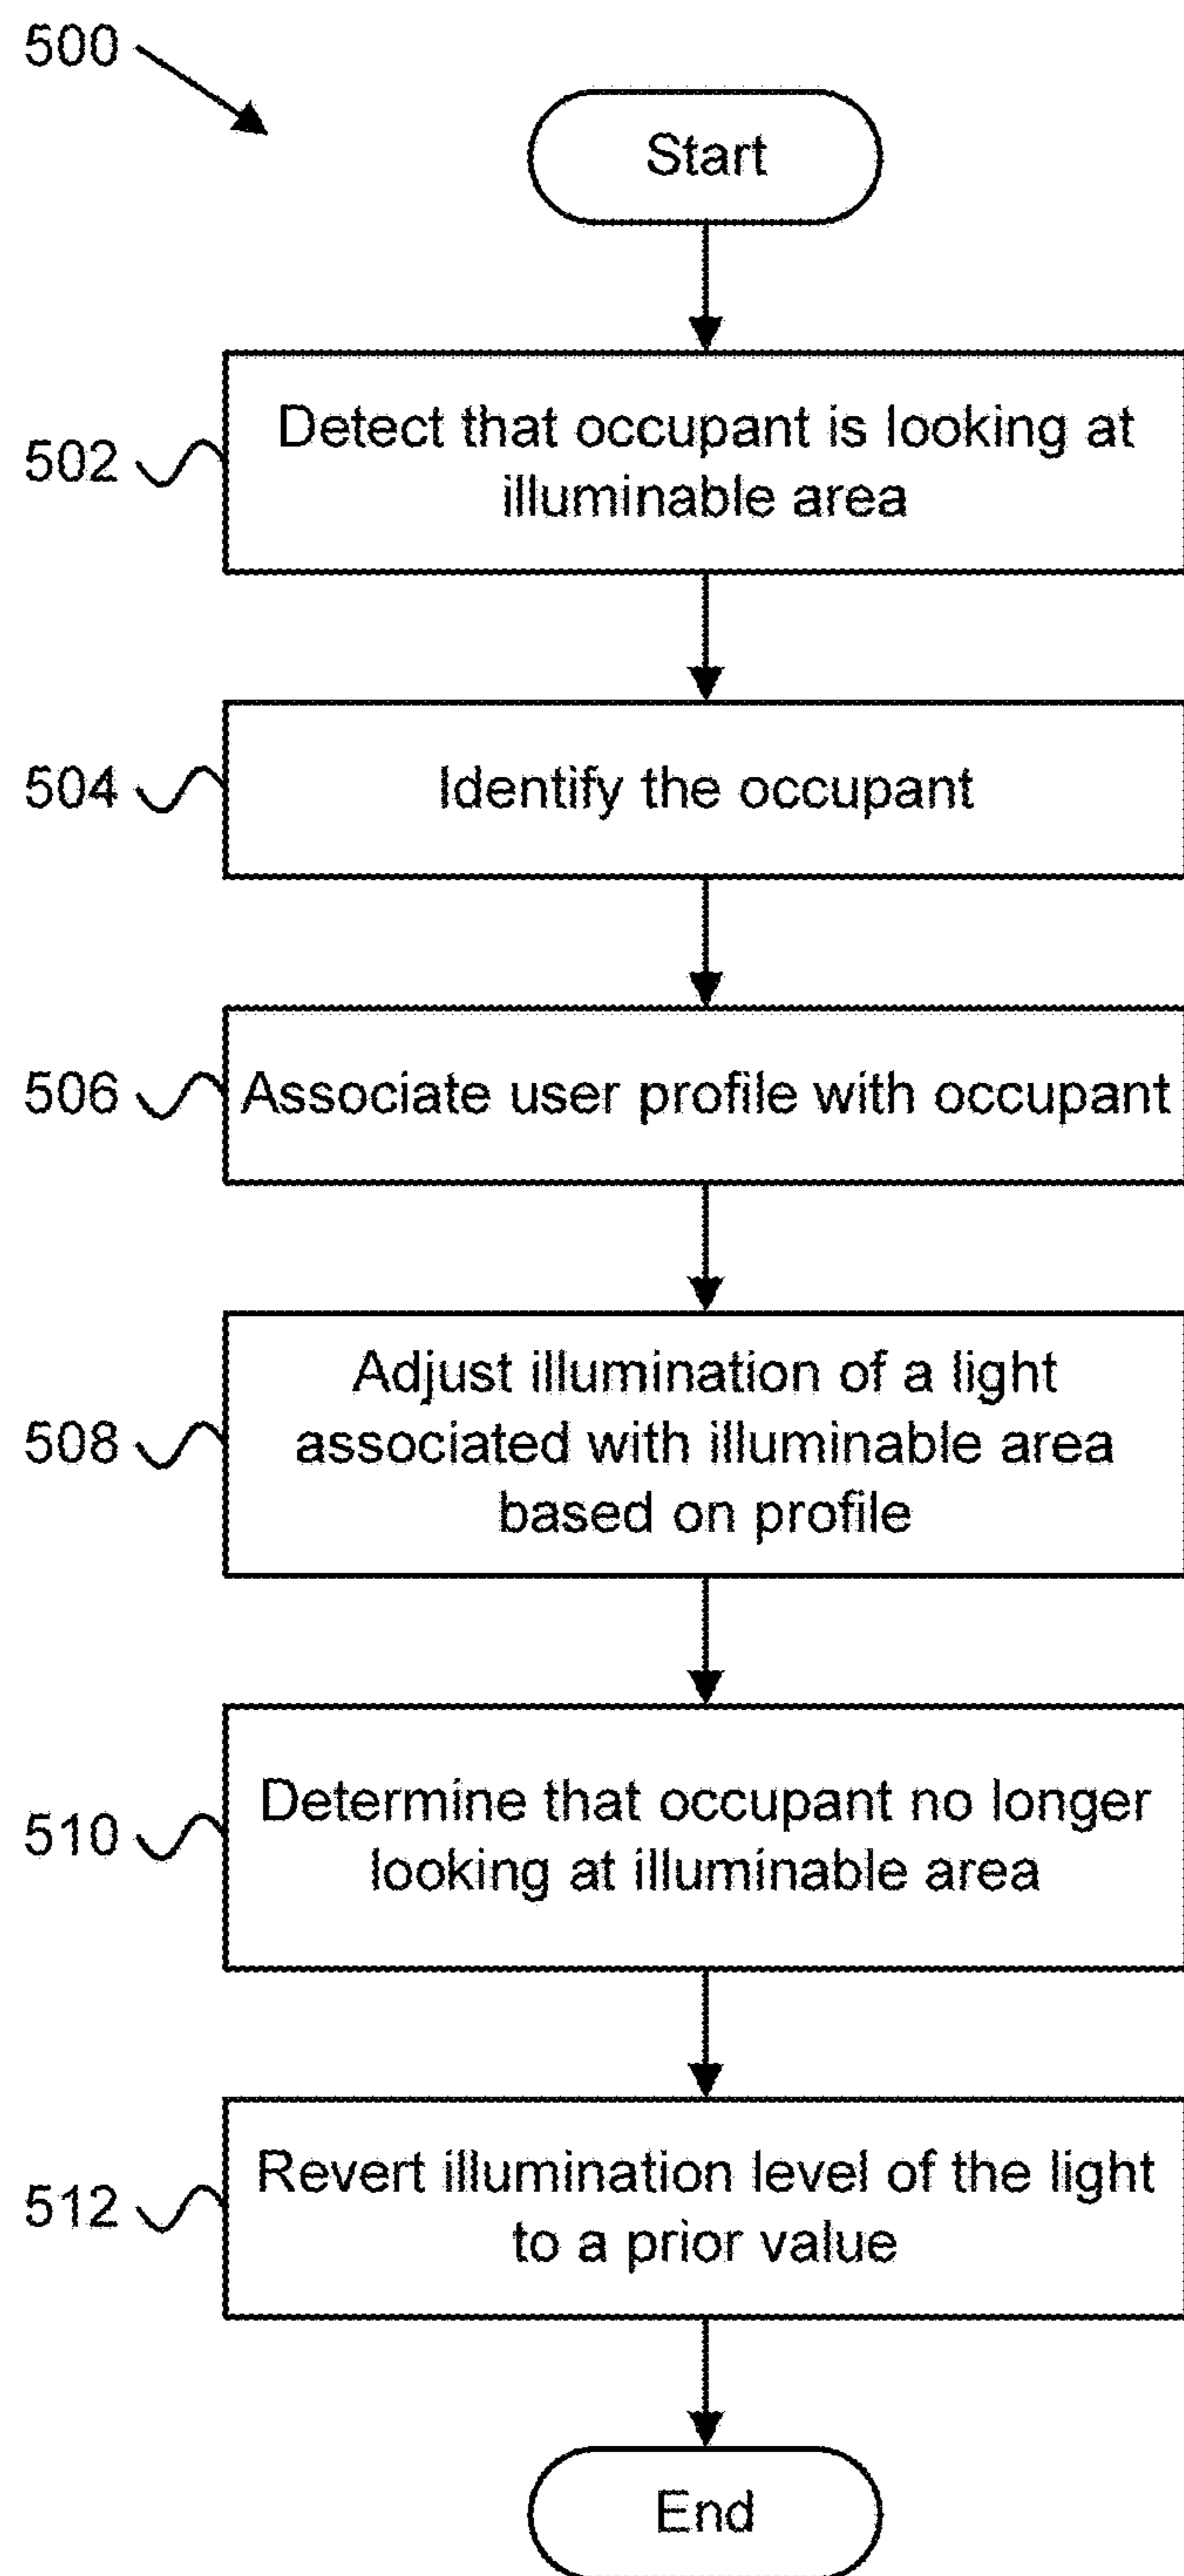 500
Start
502
Detect that occupant is looking at
illuminable area
504
Identify the occupant
506
Associate user profile with occupant
508
Adjust illumination of a light
associated with illuminable area
based on profile
510
Determine that occupant no longer
looking at illuminable area
512
Revert illumination level of the light
to a prior value
End